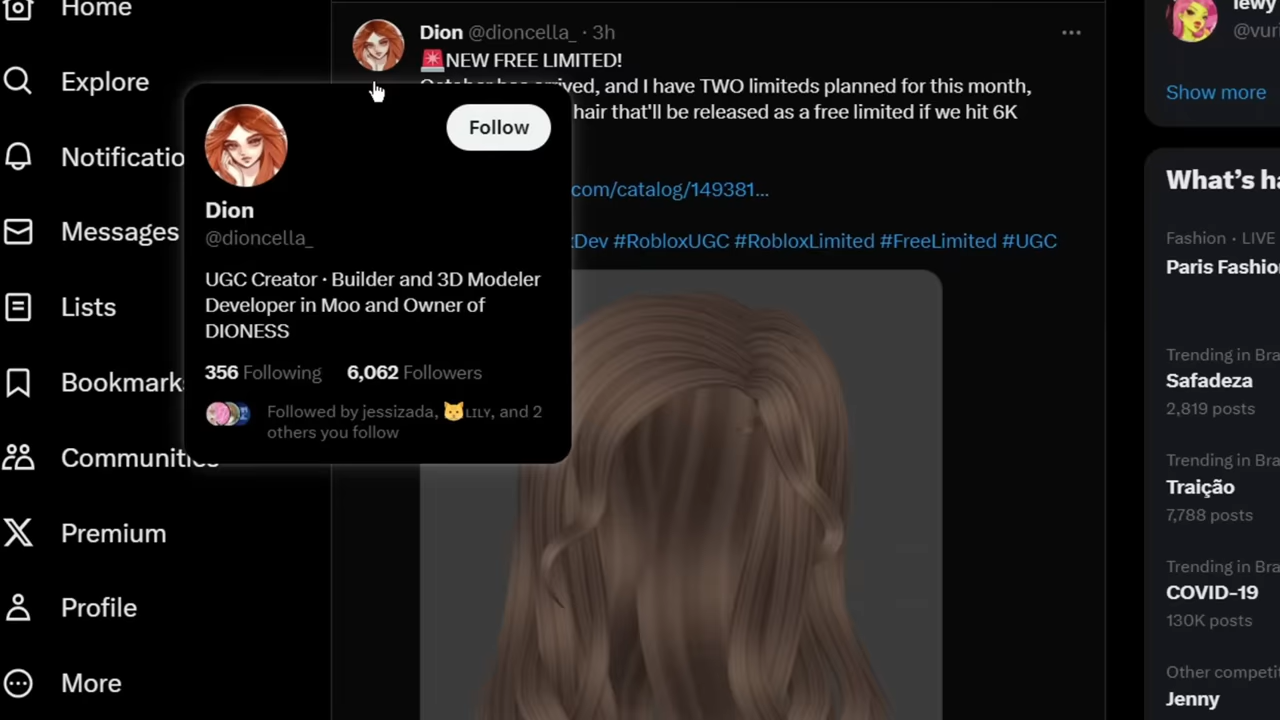 Home
Explore
Notificatio
Messages
Lists
Bookmark
Communitie
Premium
Profile
More
Dion @dioncella_ · 3h
🚨NEW FREE LIMITED!
October has arrived, and I have TWO limiteds planned for this month,
hair that'll be released as a free limited if we hit 6K
com/catalog/149381...
Dev #RobloxUGC #RobloxLimited #FreeLimited #UGC
Follow
Dion
@dioncella_
UGC Creator · Builder and 3D Modeler
Developer in Moo and Owner of
DIONESS
356 Following 6,062 Followers
Followed by jessizada, 🐱LILY, and 2
others you follow
lewy
@vuri
Show more
What's ha
Fashion · LIVE
Paris Fashio
Trending in Bra
Safadeza
2,819 posts
Trending in Bra
Traição
7,788 posts
Trending in Bra
COVID-19
130K posts
Other competit
Jenny